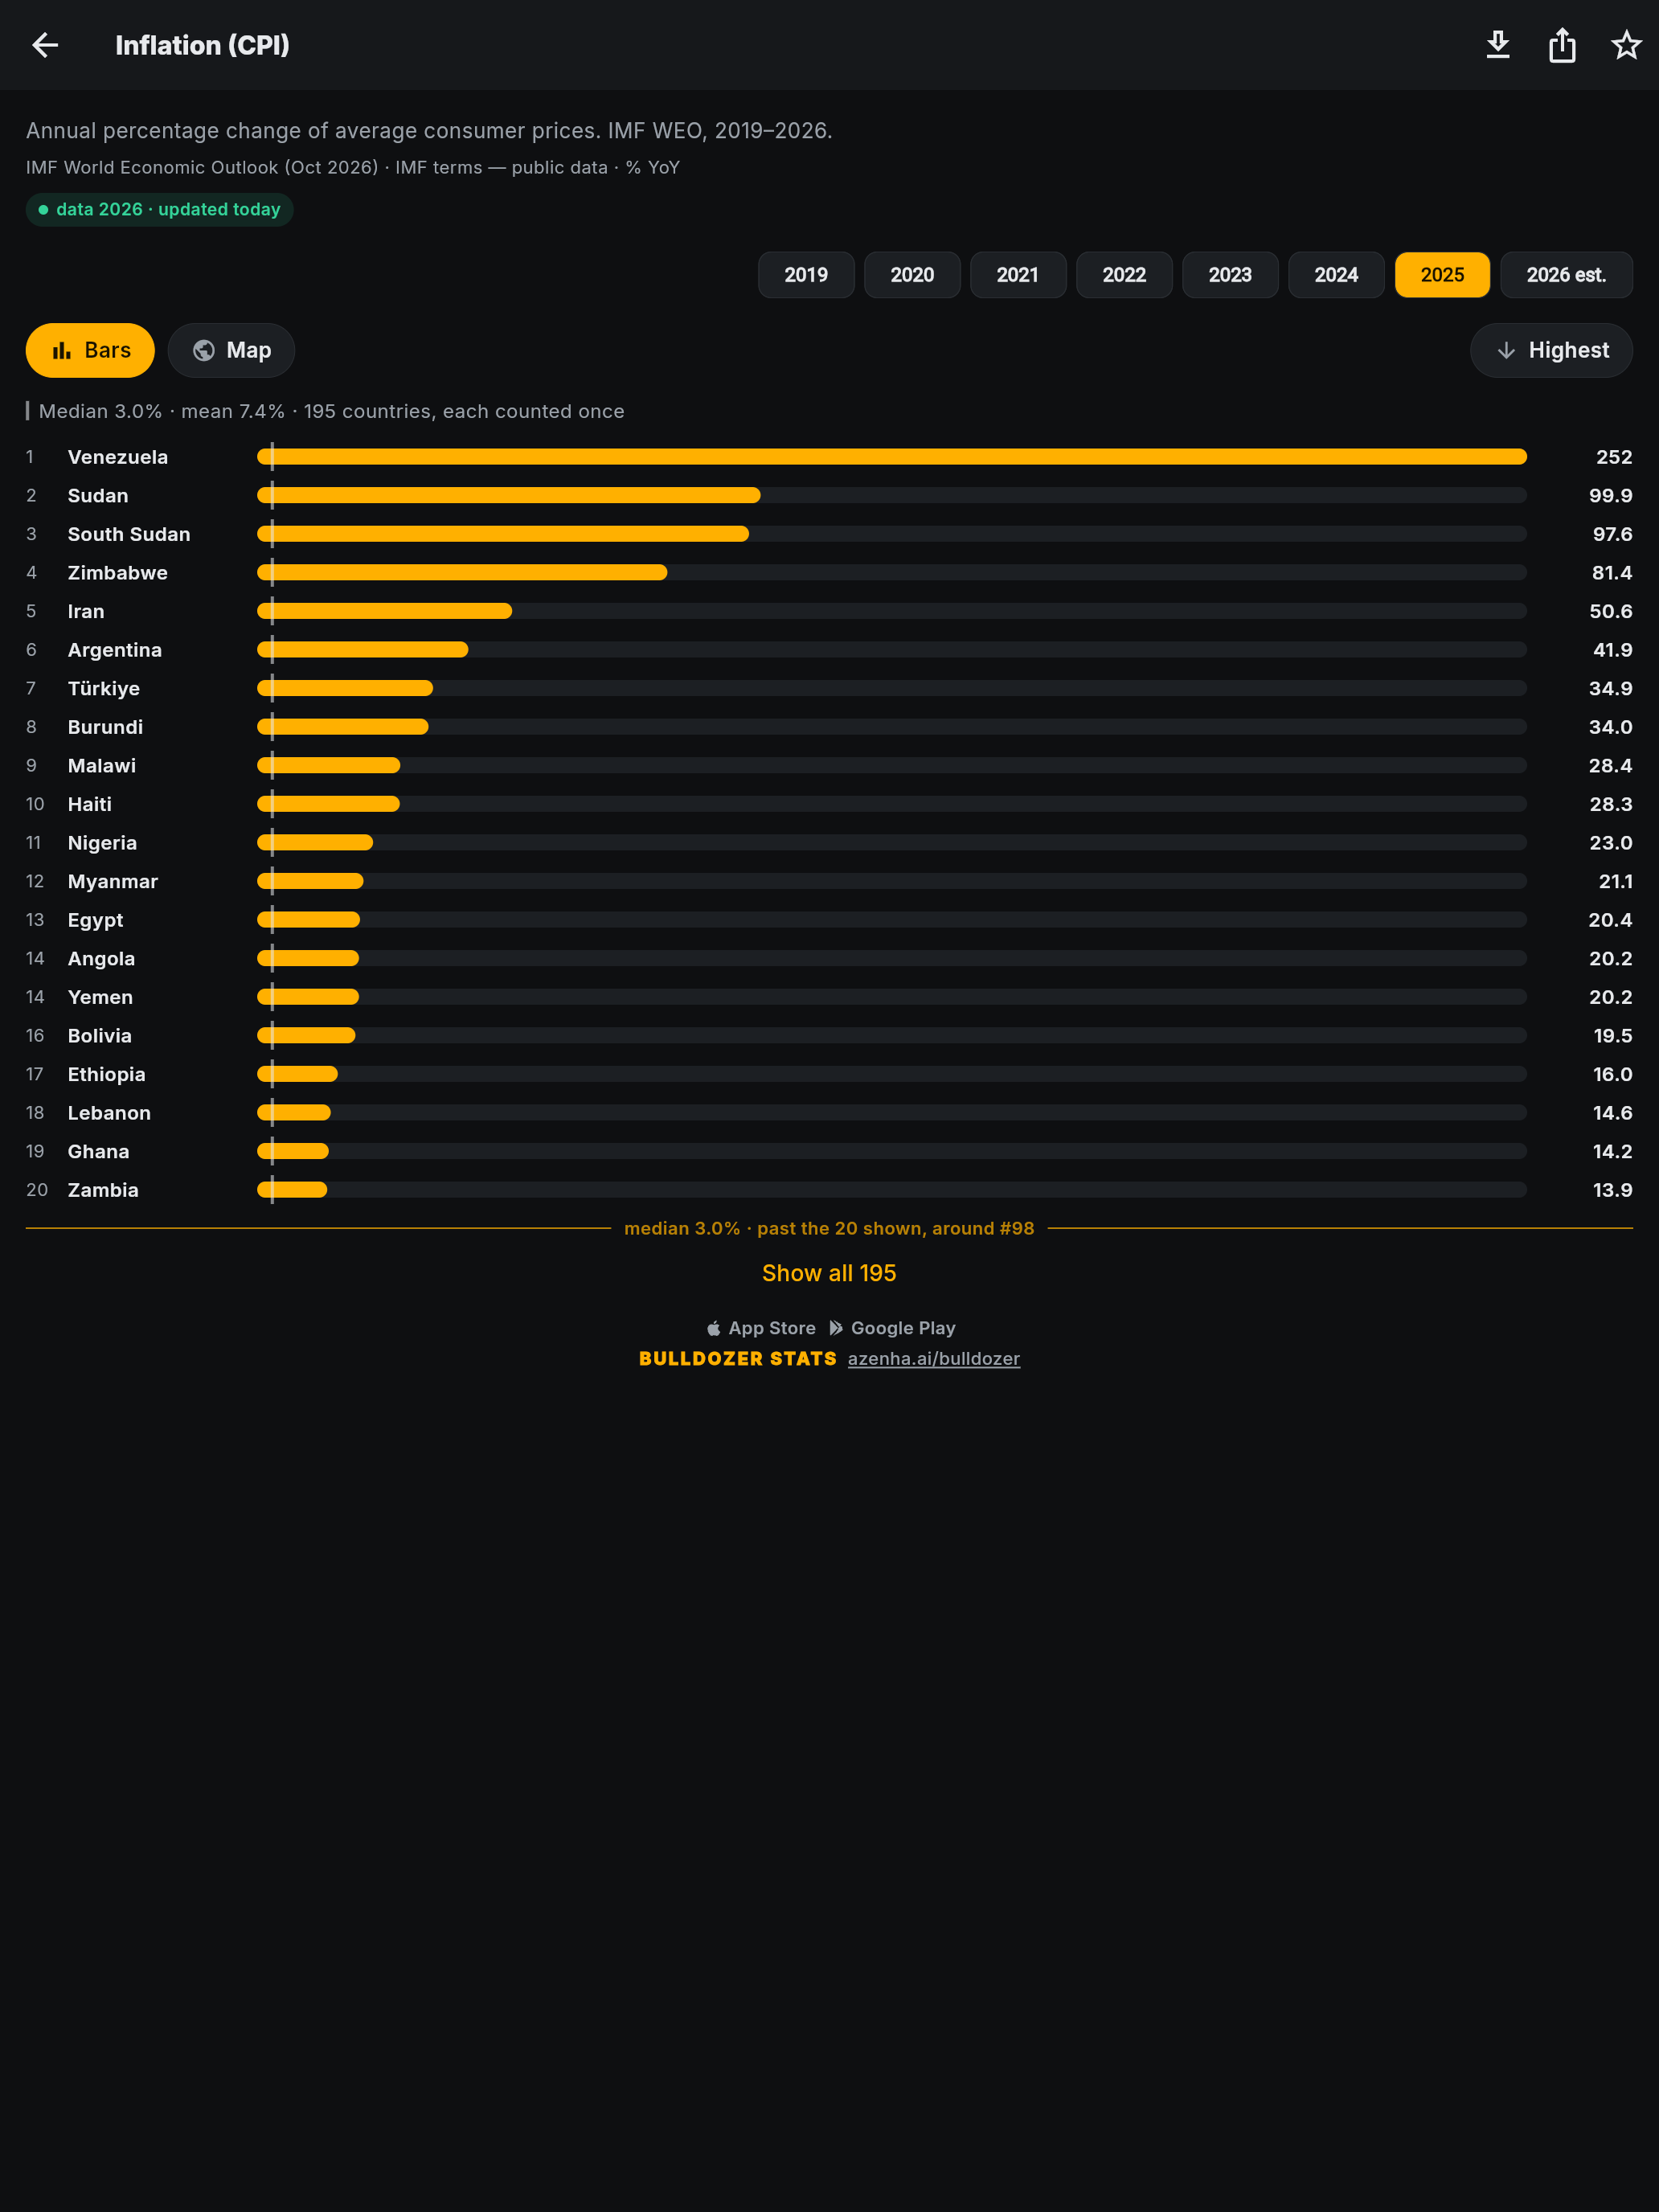 Inflation (CPI)
Annual percentage change of average consumer prices. IMF WEO, 2019–2026.
IMF World Economic Outlook (Oct 2026) · IMF terms — public data · % YoY
data 2026 · updated today
2019 2020 2021 2022 2023 2024 2025 2026 est.
Bars Map Highest
Median 3.0% · mean 7.4% · 195 countries, each counted once
1 Venezuela 252
2 Sudan 99.9
3 South Sudan 97.6
4 Zimbabwe 81.4
5 Iran 50.6
6 Argentina 41.9
7 Türkiye 34.9
8 Burundi 34.0
9 Malawi 28.4
10 Haiti 28.3
11 Nigeria 23.0
12 Myanmar 21.1
13 Egypt 20.4
14 Angola 20.2
14 Yemen 20.2
16 Bolivia 19.5
17 Ethiopia 16.0
18 Lebanon 14.6
19 Ghana 14.2
20 Zambia 13.9
median 3.0% · past the 20 shown, around #98
Show all 195
App Store Google Play
BULLDOZER STATS azenha.ai/bulldozer